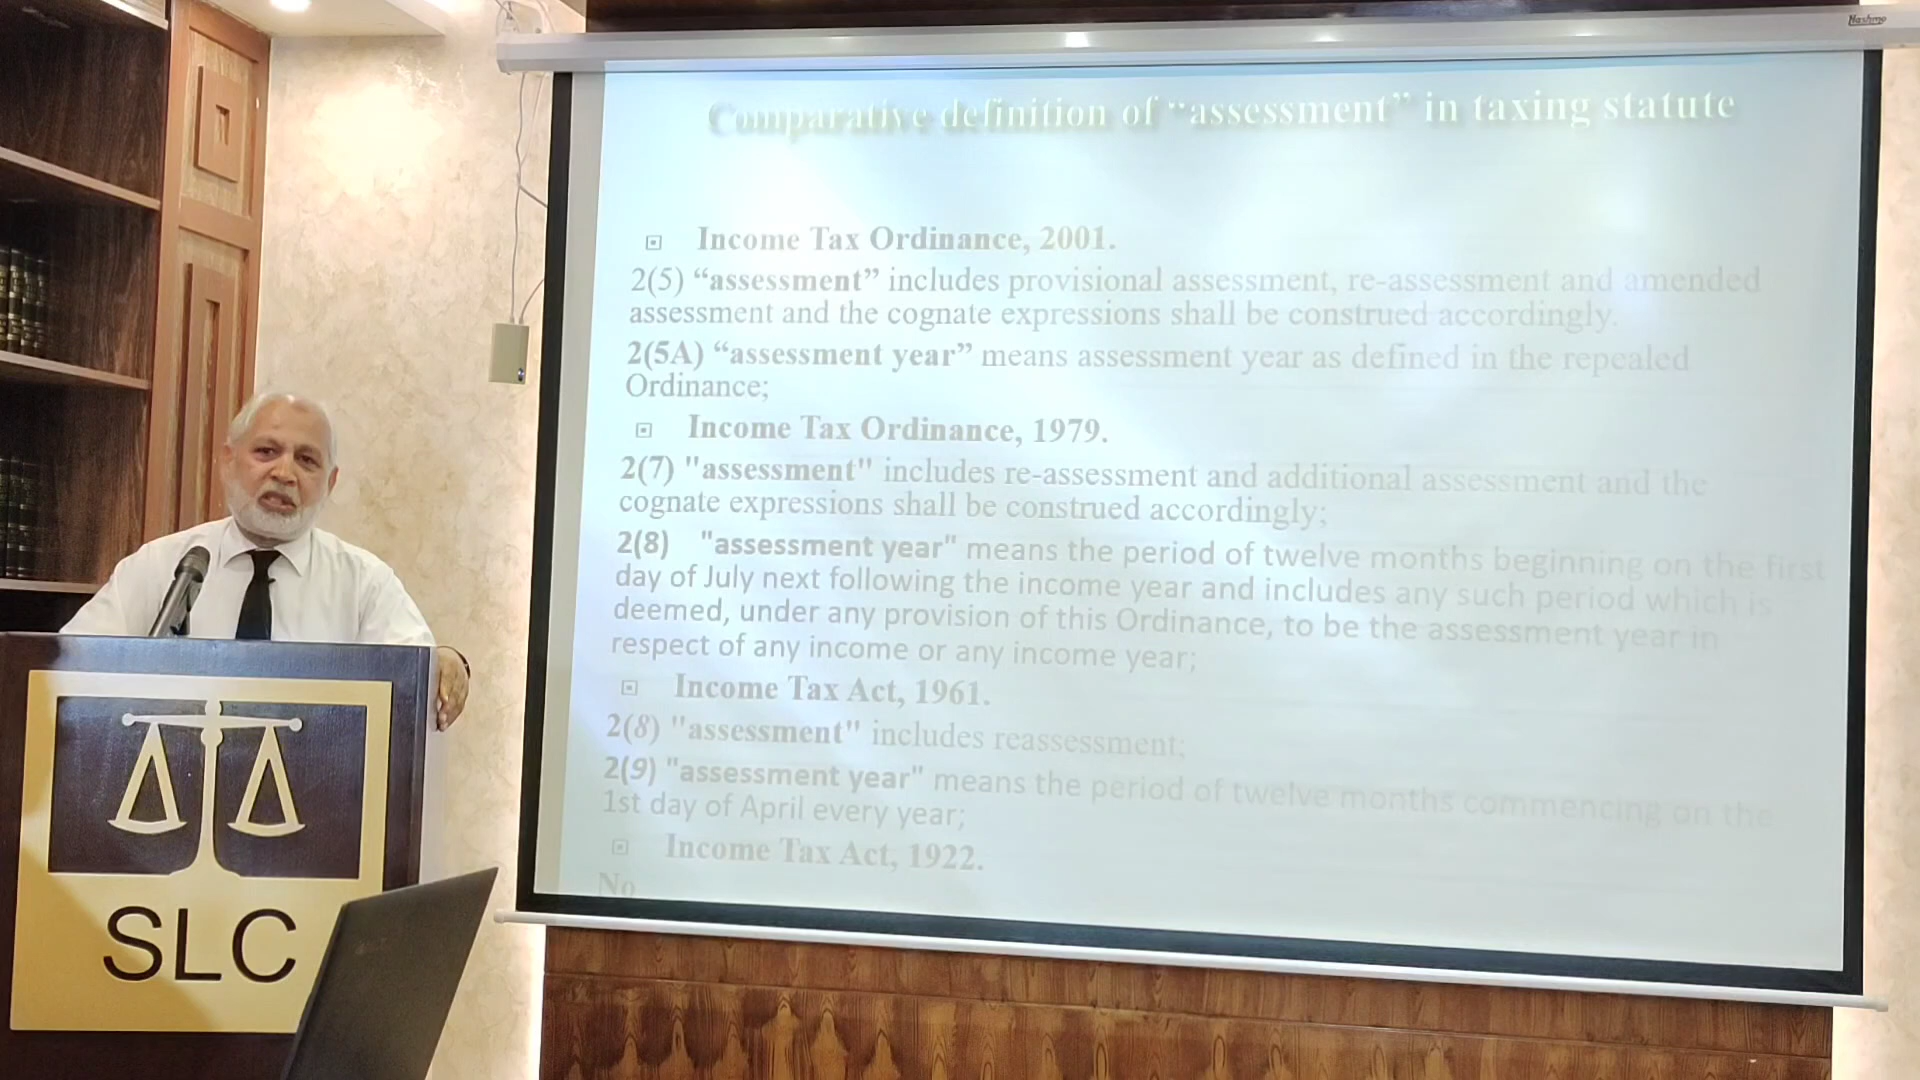 Nashmo
Comparative definition of “assessment” in taxing statute
Income Tax Ordinance, 2001.
2(5) “assessment” includes provisional assessment, re-assessment and amended
assessment and the cognate expressions shall be construed accordingly.
2(5A) “assessment year” means assessment year as defined in the repealed
Ordinance;
Income Tax Ordinance, 1979.
2(7) "assessment" includes re-assessment and additional assessment and the
cognate expressions shall be construed accordingly;
2(8) "assessment year" means the period of twelve months beginning on the first
day of July next following the income year and includes any such period which is
deemed, under any provision of this Ordinance, to be the assessment year in
respect of any income or any income year;
Income Tax Act, 1961.
2(8) "assessment" includes reassessment;
2(9) "assessment year" means the period of twelve months commencing on the
1st day of April every year;
Income Tax Act, 1922.
No
SLC